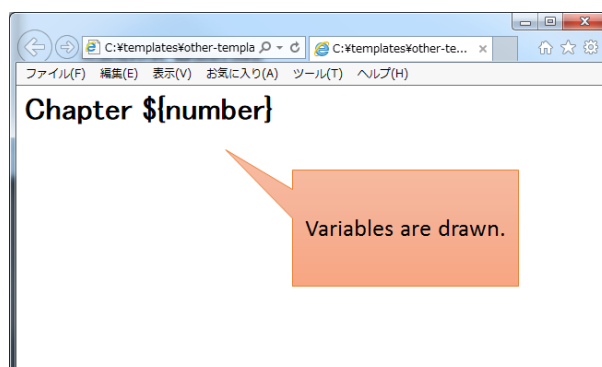 C:¥templates¥other-templa
C:¥templates¥other-te...
ファイル(F) 編集(E) 表示(V) お気に入り(A) ツール(T) ヘルプ(H)
Chapter ${number}
Variables are drawn.